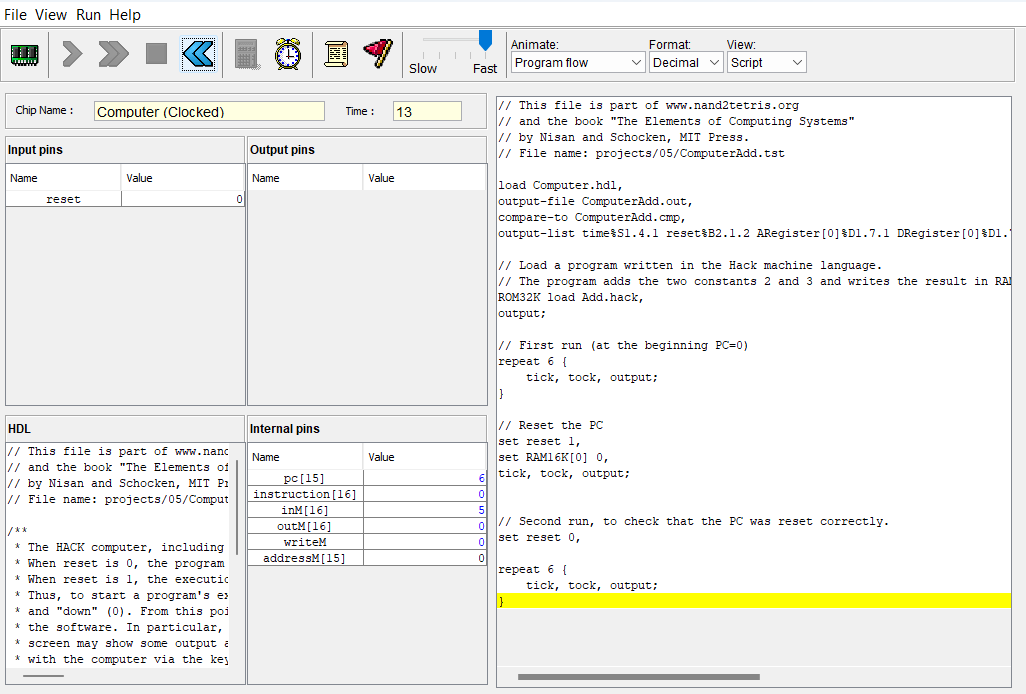 File View Run Help
Slow Fast
Animate: Format: View:
Program flow Decimal Script
Chip Name : Computer (Clocked) Time : 13
Input pins
Name Value
reset 0
Output pins
Name Value
HDL
// This file is part of www.nand
// and the book "The Elements of
// by Nisan and Schocken, MIT Pr
// File name: projects/05/Comput
/**
* The HACK computer, including
* When reset is 0, the program
* When reset is 1, the executio
* Thus, to start a program's ex
* and "down" (0). From this poi
* the software. In particular,
* screen may show some output a
* with the computer via the key
Internal pins
Name Value
pc[15] 6
instruction[16] 0
inM[16] 5
outM[16] 0
writeM 0
addressM[15] 0
// This file is part of www.nand2tetris.org
// and the book "The Elements of Computing Systems"
// by Nisan and Schocken, MIT Press.
// File name: projects/05/ComputerAdd.tst
load Computer.hdl,
output-file ComputerAdd.out,
compare-to ComputerAdd.cmp,
output-list time%S1.4.1 reset%B2.1.2 ARegister[0]%D1.7.1 DRegister[0]%D1.
// Load a program written in the Hack machine language.
// The program adds the two constants 2 and 3 and writes the result in RAM
ROM32K load Add.hack,
output;
// First run (at the beginning PC=0)
repeat 6 {
tick, tock, output;
}
// Reset the PC
set reset 1,
set RAM16K[0] 0,
tick, tock, output;
// Second run, to check that the PC was reset correctly.
set reset 0,
repeat 6 {
tick, tock, output;
}